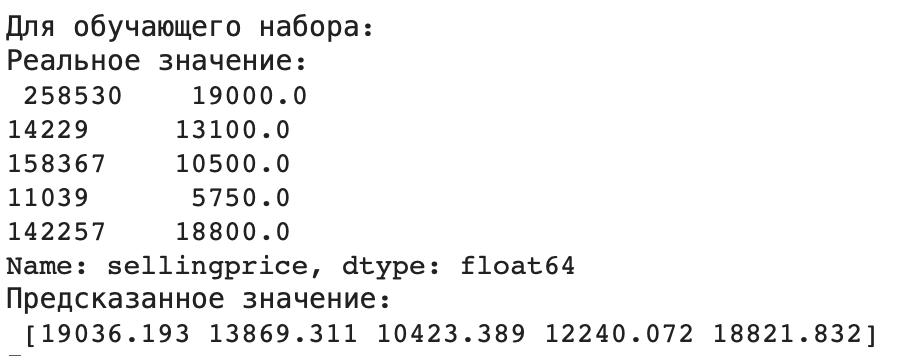 Для обучающего набора:
Реальное значение:
258530 19000.0
14229 13100.0
158367 10500.0
11039 5750.0
142257 18800.0
Name: sellingprice, dtype: float64
Предсказанное значение:
[19036.193 13869.311 10423.389 12240.072 18821.832]